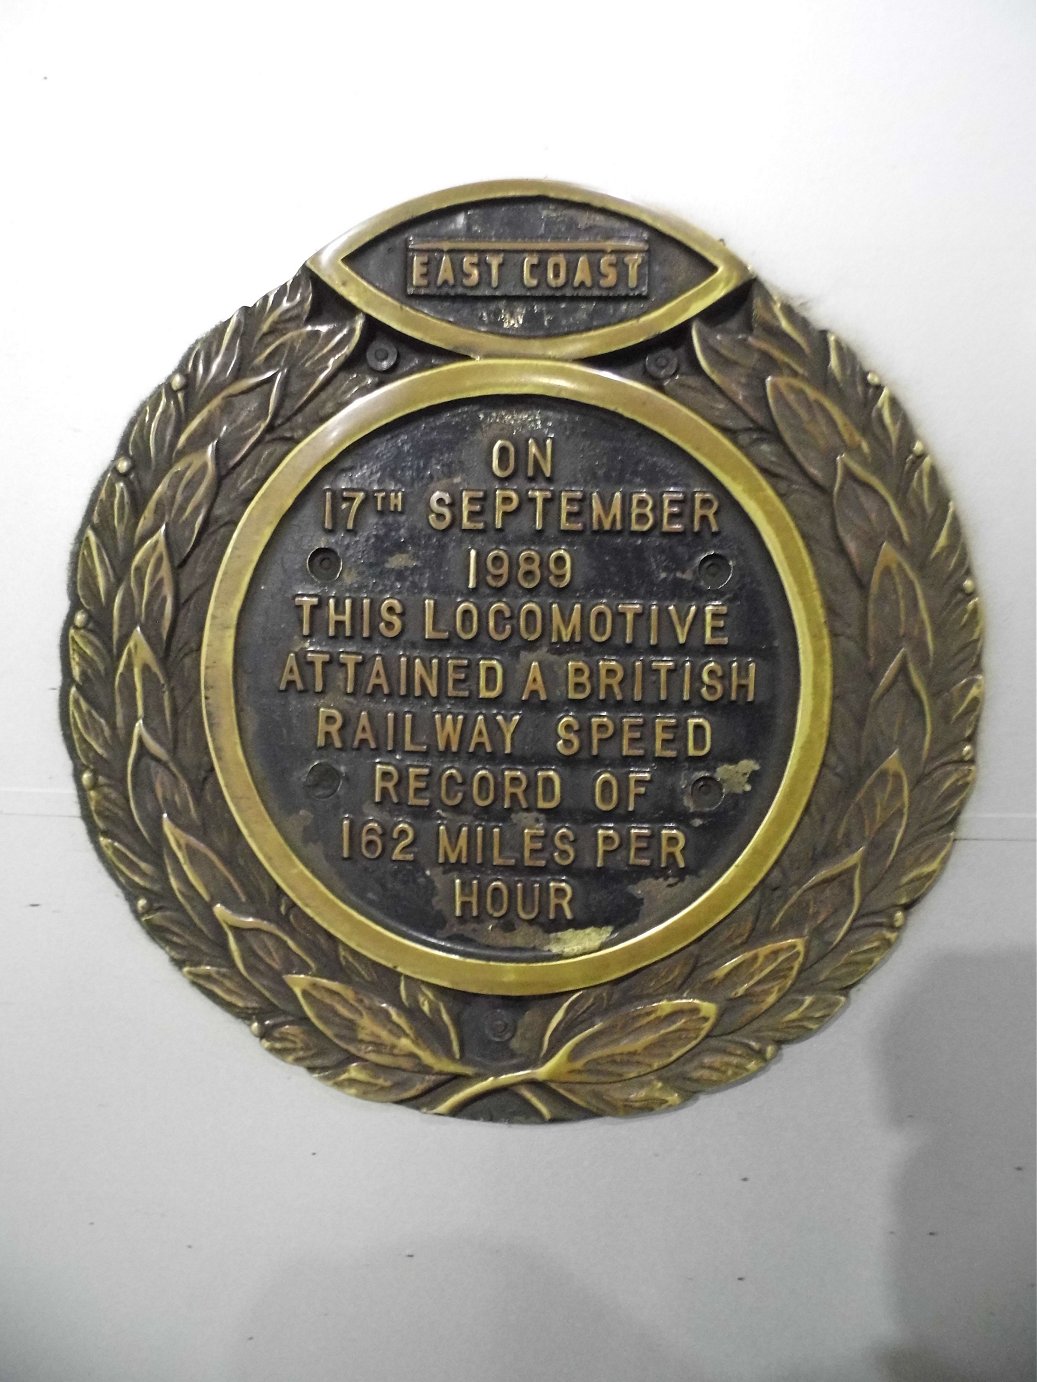 EAST COAST
ON
17TH SEPTEMBER
1989
THIS LOCOMOTIVE
ATTAINED A BRITISH
RAILWAY SPEED
RECORD OF
162 MILES PER
HOUR